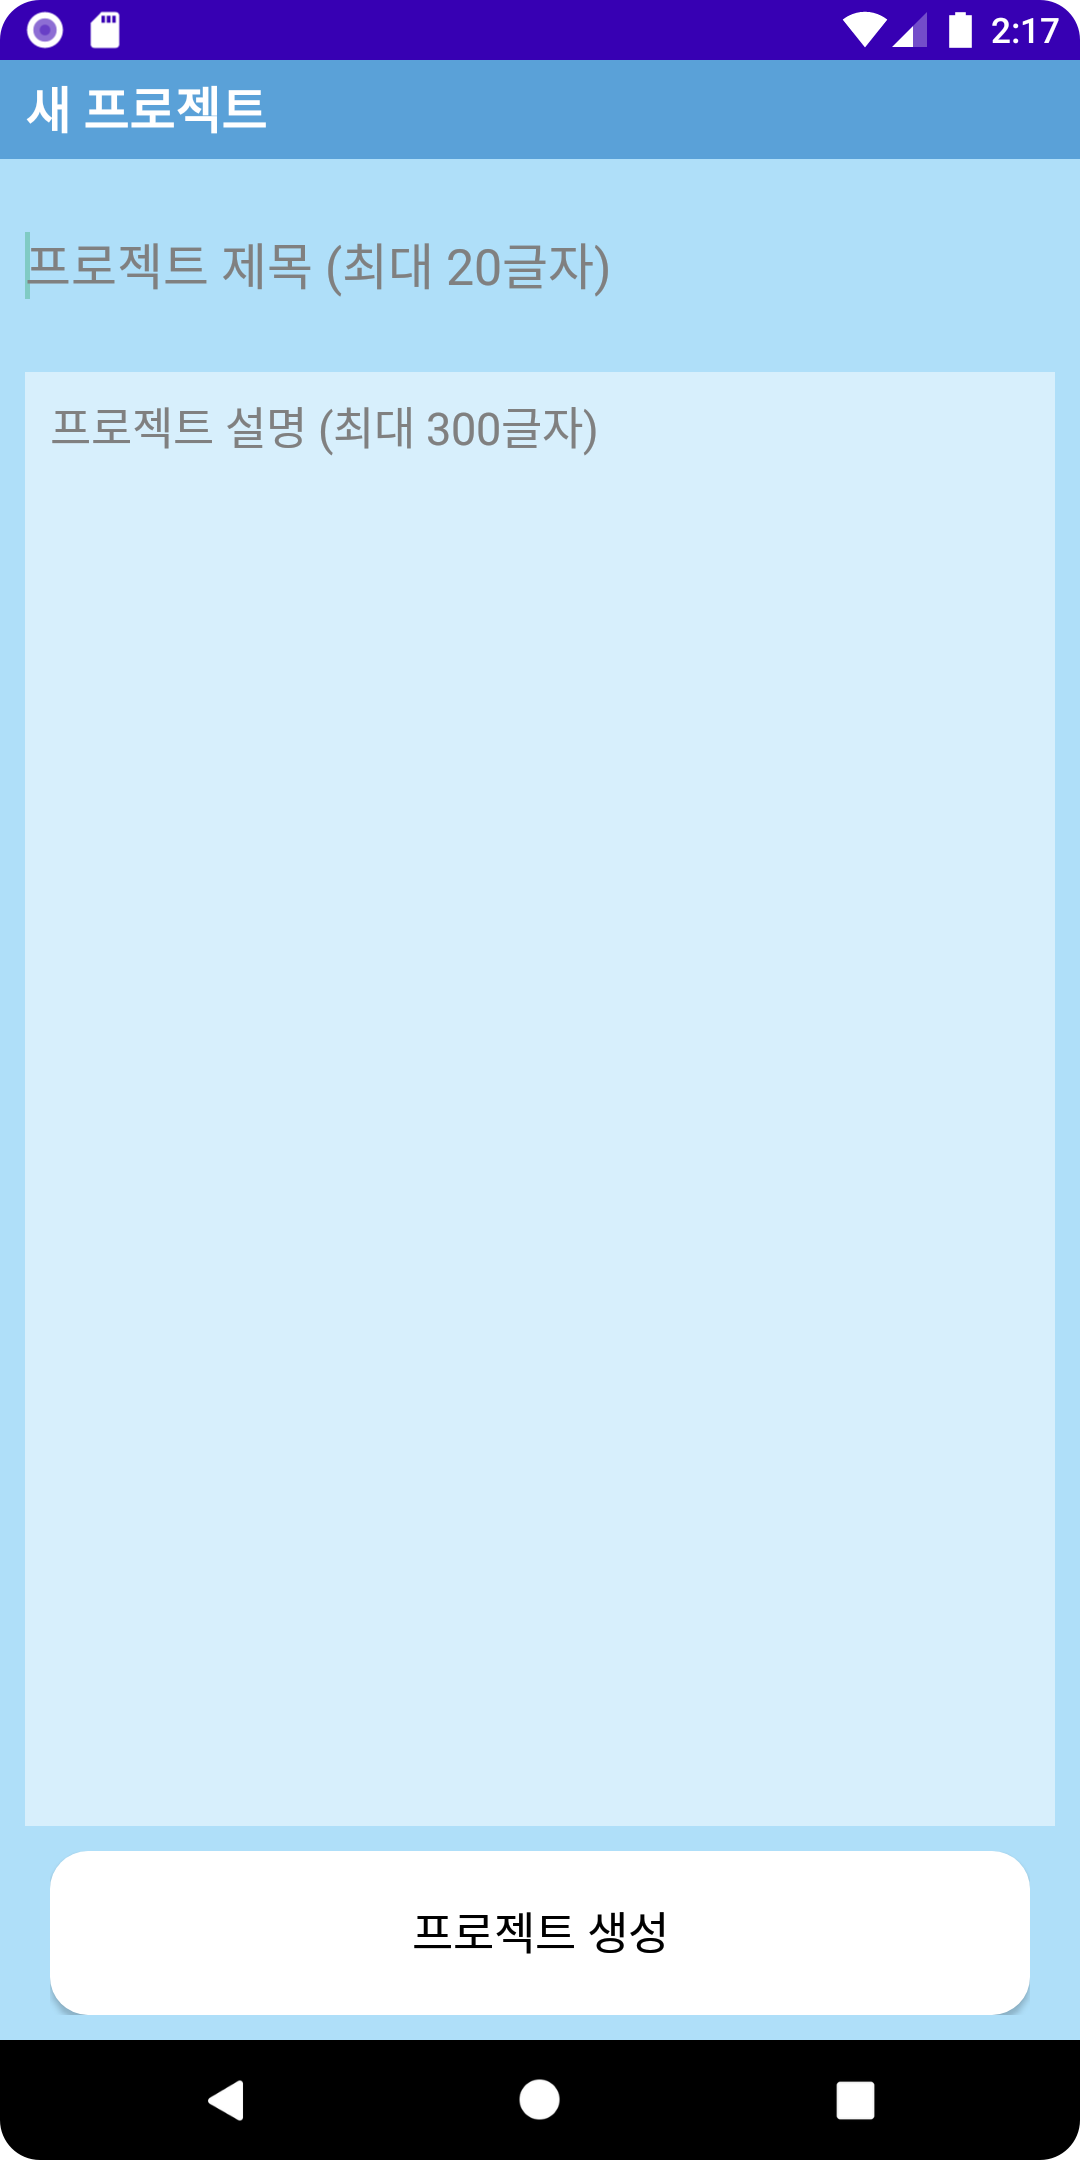 2:17
새 프로젝트
프로젝트 제목 (최대 20글자)
프로젝트 설명 (최대 300글자)
프로젝트 생성